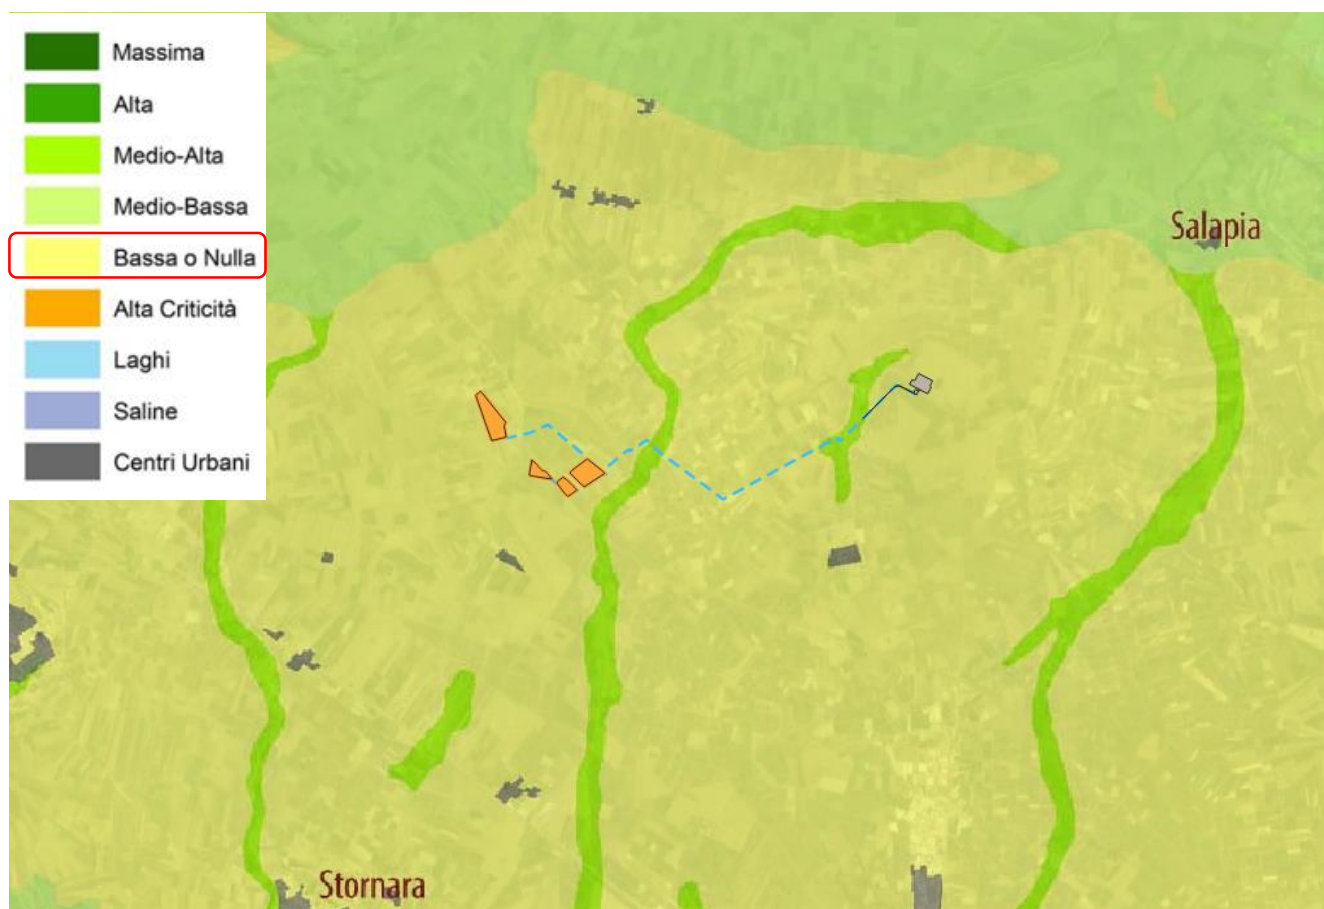 Massima
Alta
Medio-Alta
Medio-Bassa
Bassa o Nulla
Alta Criticità
Laghi
Saline
Centri Urbani
Salapia
Stornara